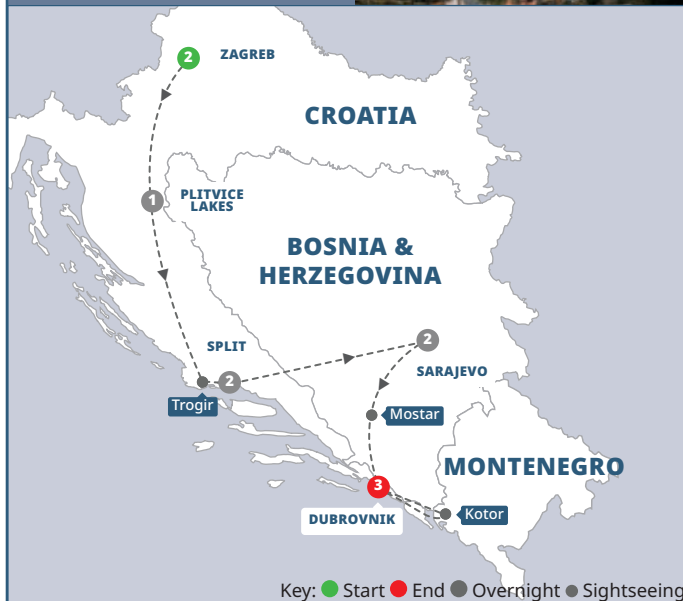 2
ZAGREB
CROATIA
1
PLITVICE
LAKES
BOSNIA &
HERZEGOVINA
SPLIT
2
2
SARAJEVO
Trogir
Mostar
MONTENEGRO
3
DUBROVNIK
Kotor
Key: Start End Overnight Sightseeing